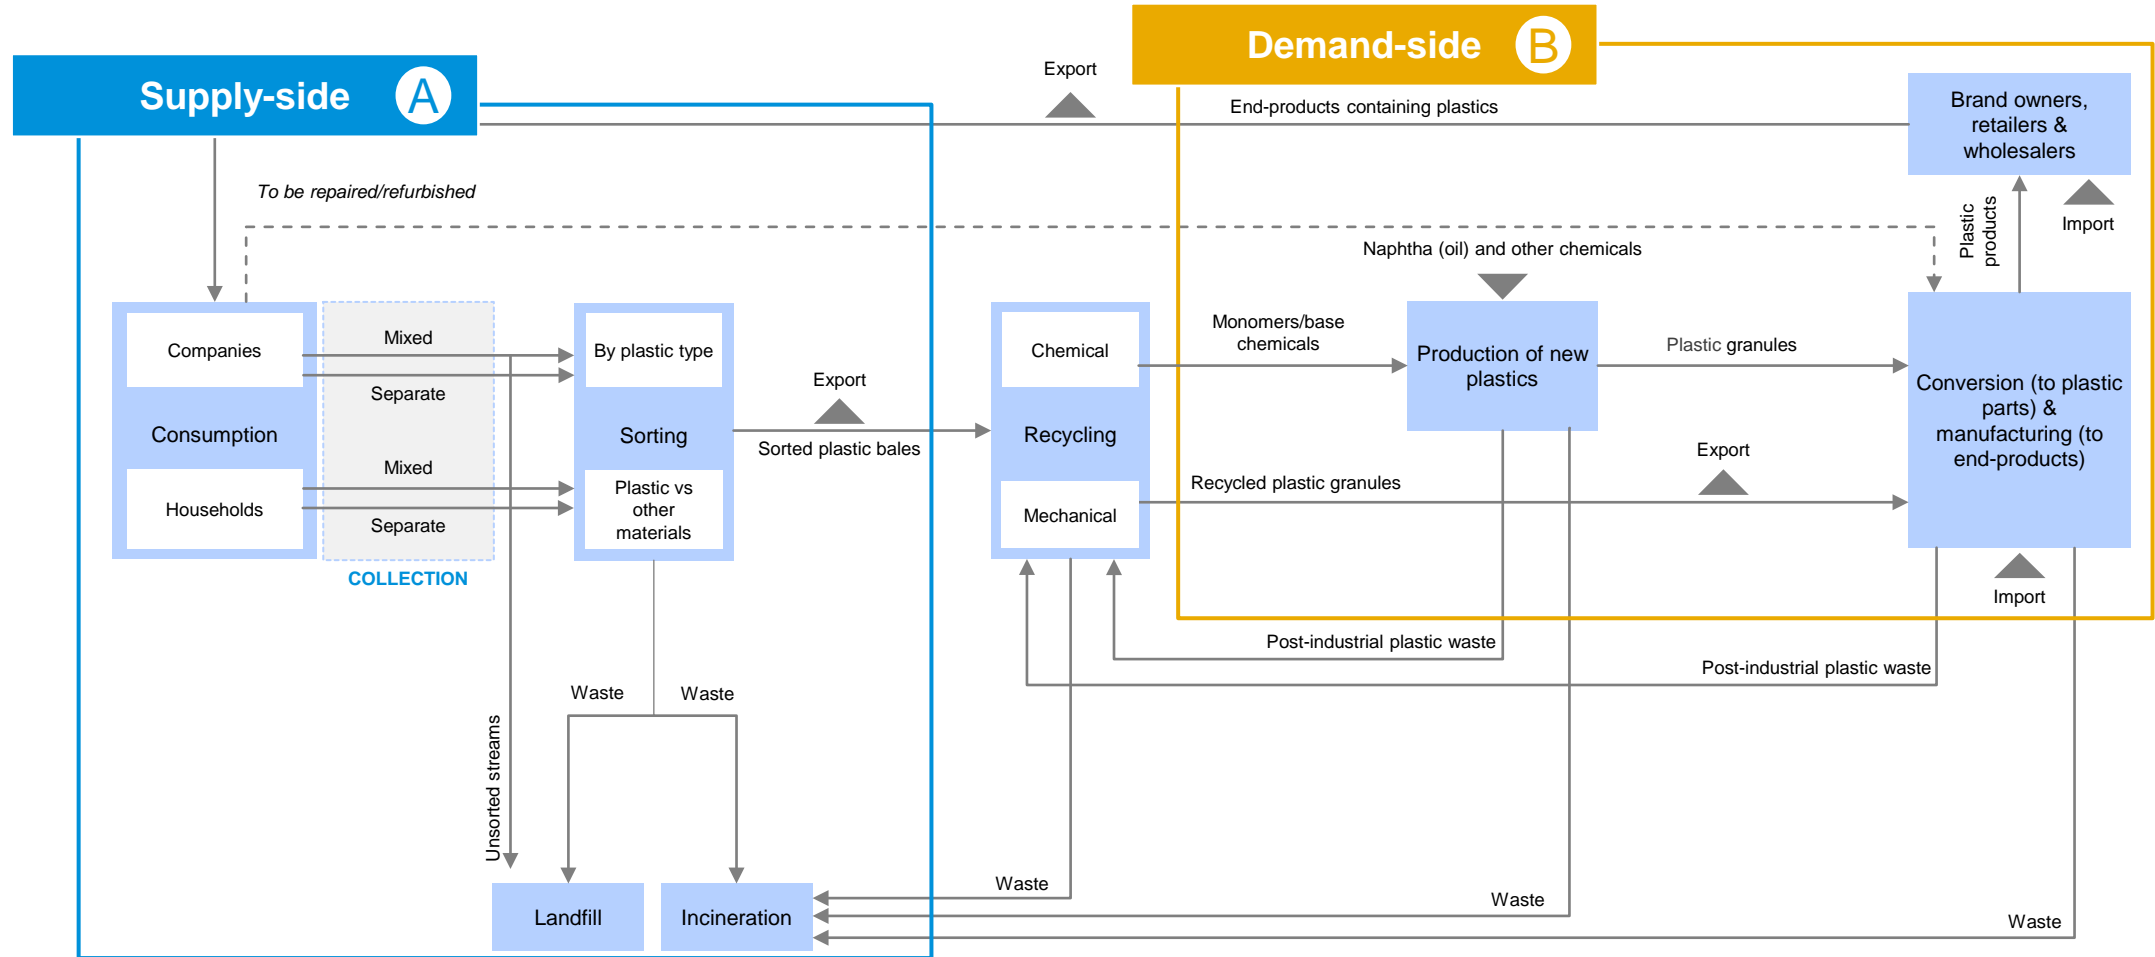 Supply-side A
Demand-side B
Export
End-products containing plastics
Brand owners,
retailers &
wholesalers
To be repaired/refurbished
Plastic
products
Import
Naphtha (oil) and other chemicals
Companies
Consumption
Households
Mixed
Separate
Mixed
Separate
COLLECTION
By plastic type
Sorting
Plastic vs
other
materials
Export
Sorted plastic bales
Chemical
Recycling
Mechanical
Monomers/base
chemicals
Production of new
plastics
Plastic granules
Recycled plastic granules
Export
Conversion (to plastic
parts) &
manufacturing (to
end-products)
Import
Post-industrial plastic waste
Post-industrial plastic waste
Unsorted streams
Waste
Waste
Landfill
Incineration
Waste
Waste
Waste